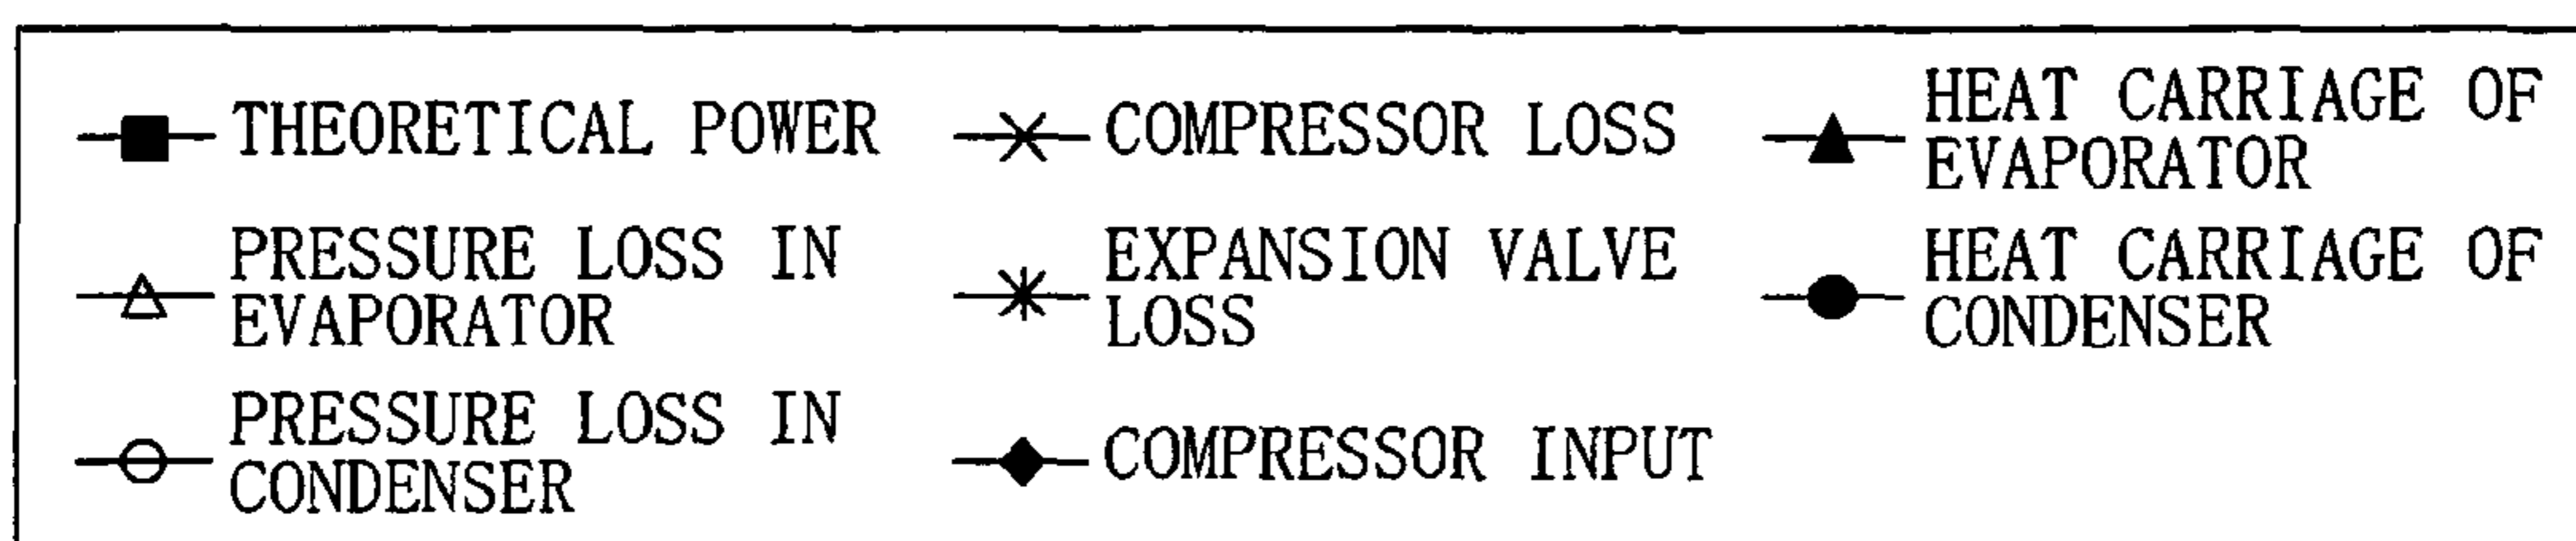 THEORETICAL POWER
PRESSURE LOSS IN
EVAPORATOR
PRESSURE LOSS IN
CONDENSER
COMPRESSOR LOSS
EXPANSION VALVE
LOSS
COMPRESSOR INPUT
HEAT CARRIAGE OF
EVAPORATOR
HEAT CARRIAGE OF
CONDENSER